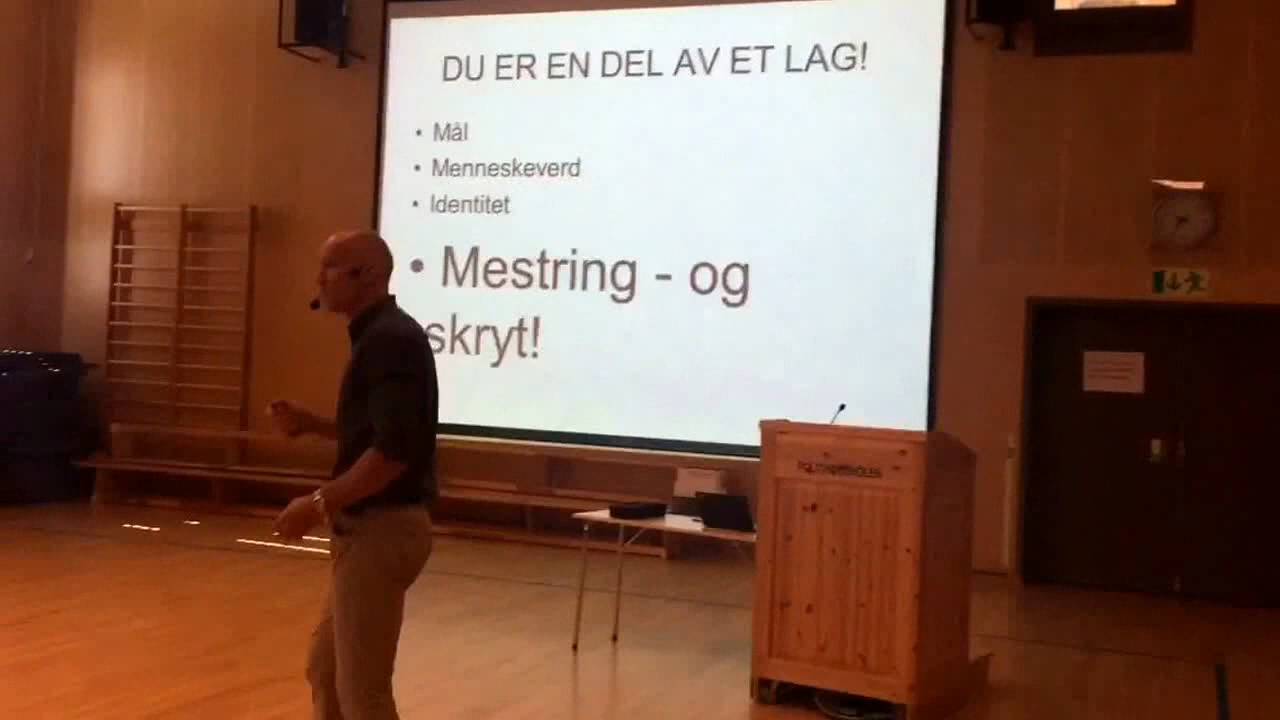 DU ER EN DEL AV ET LAG!
• Mål
• Menneskeverd
• Identitet
• Mestring - og
skryt!